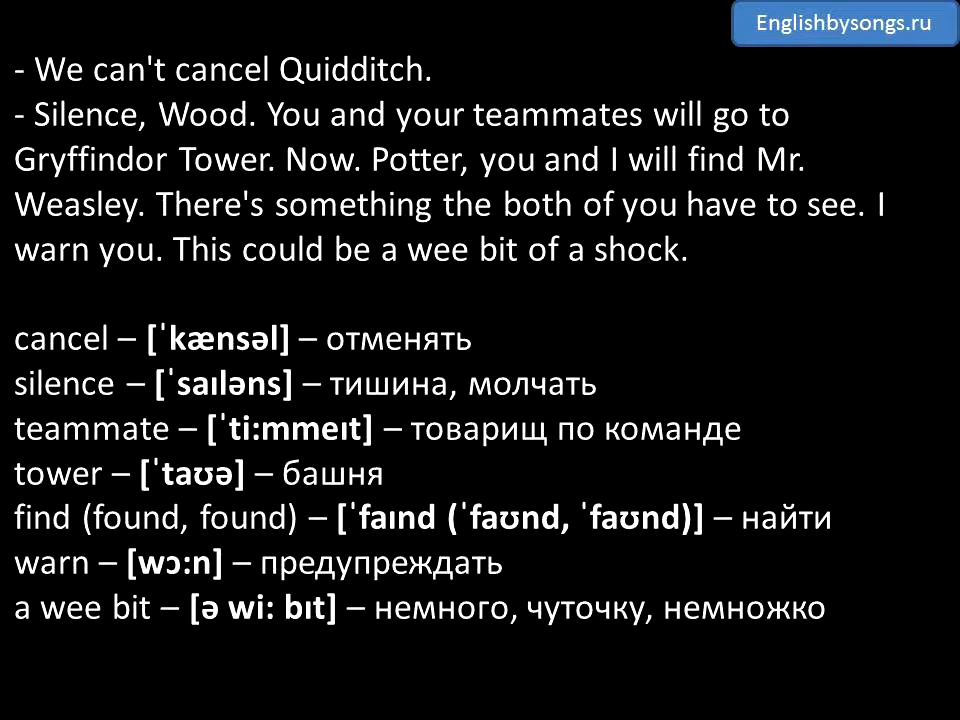 Englishbysongs.ru
- We can't cancel Quidditch.
- Silence, Wood. You and your teammates will go to
Gryffindor Tower. Now. Potter, you and I will find Mr.
Weasley. There's something the both of you have to see. I
warn you. This could be a wee bit of a shock.
cancel – [ˈkænsəl] – отменять
silence – [ˈsaɪləns] – тишина, молчать
teammate – [ˈti:mmeɪt] – товарищ по команде
tower – [ˈtaʊə] – башня
find (found, found) – [ˈfaɪnd (ˈfaʊnd, ˈfaʊnd)] – найти
warn – [wɔ:n] – предупреждать
a wee bit – [ə wi: bɪt] – немного, чуточку, немножко